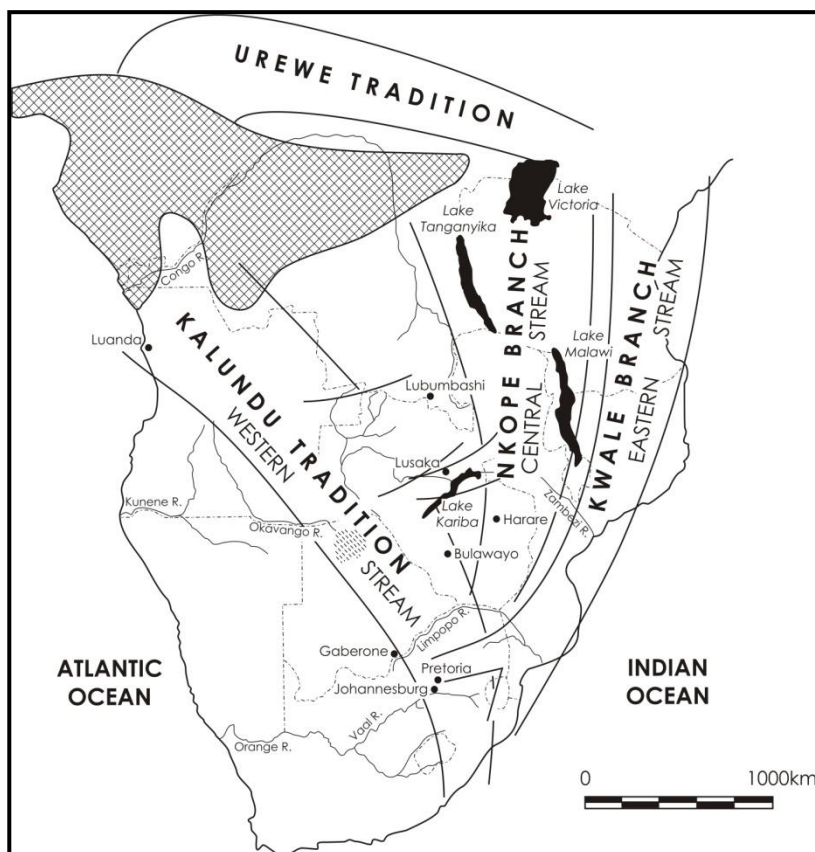 UREWE TRADITION
Lake
Victoria
Lake
Tanganyika
Congo R.
NKOPE BRANCH
CENTRAL STREAM
KWALE BRANCH
EASTERN STREAM
Luanda
KALUNDU TRADITION
WESTERN STREAM
Lake
Malawi
Lubumbashi
Lusaka
Lake
Kariba
Harare
Zambezi R.
Kunene R.
Okavango R.
Bulawayo
Limpopo R.
Gaberone
Pretoria
Johannesburg
ATLANTIC
OCEAN
INDIAN
OCEAN
Vaal R.
Orange R.
0 1000km